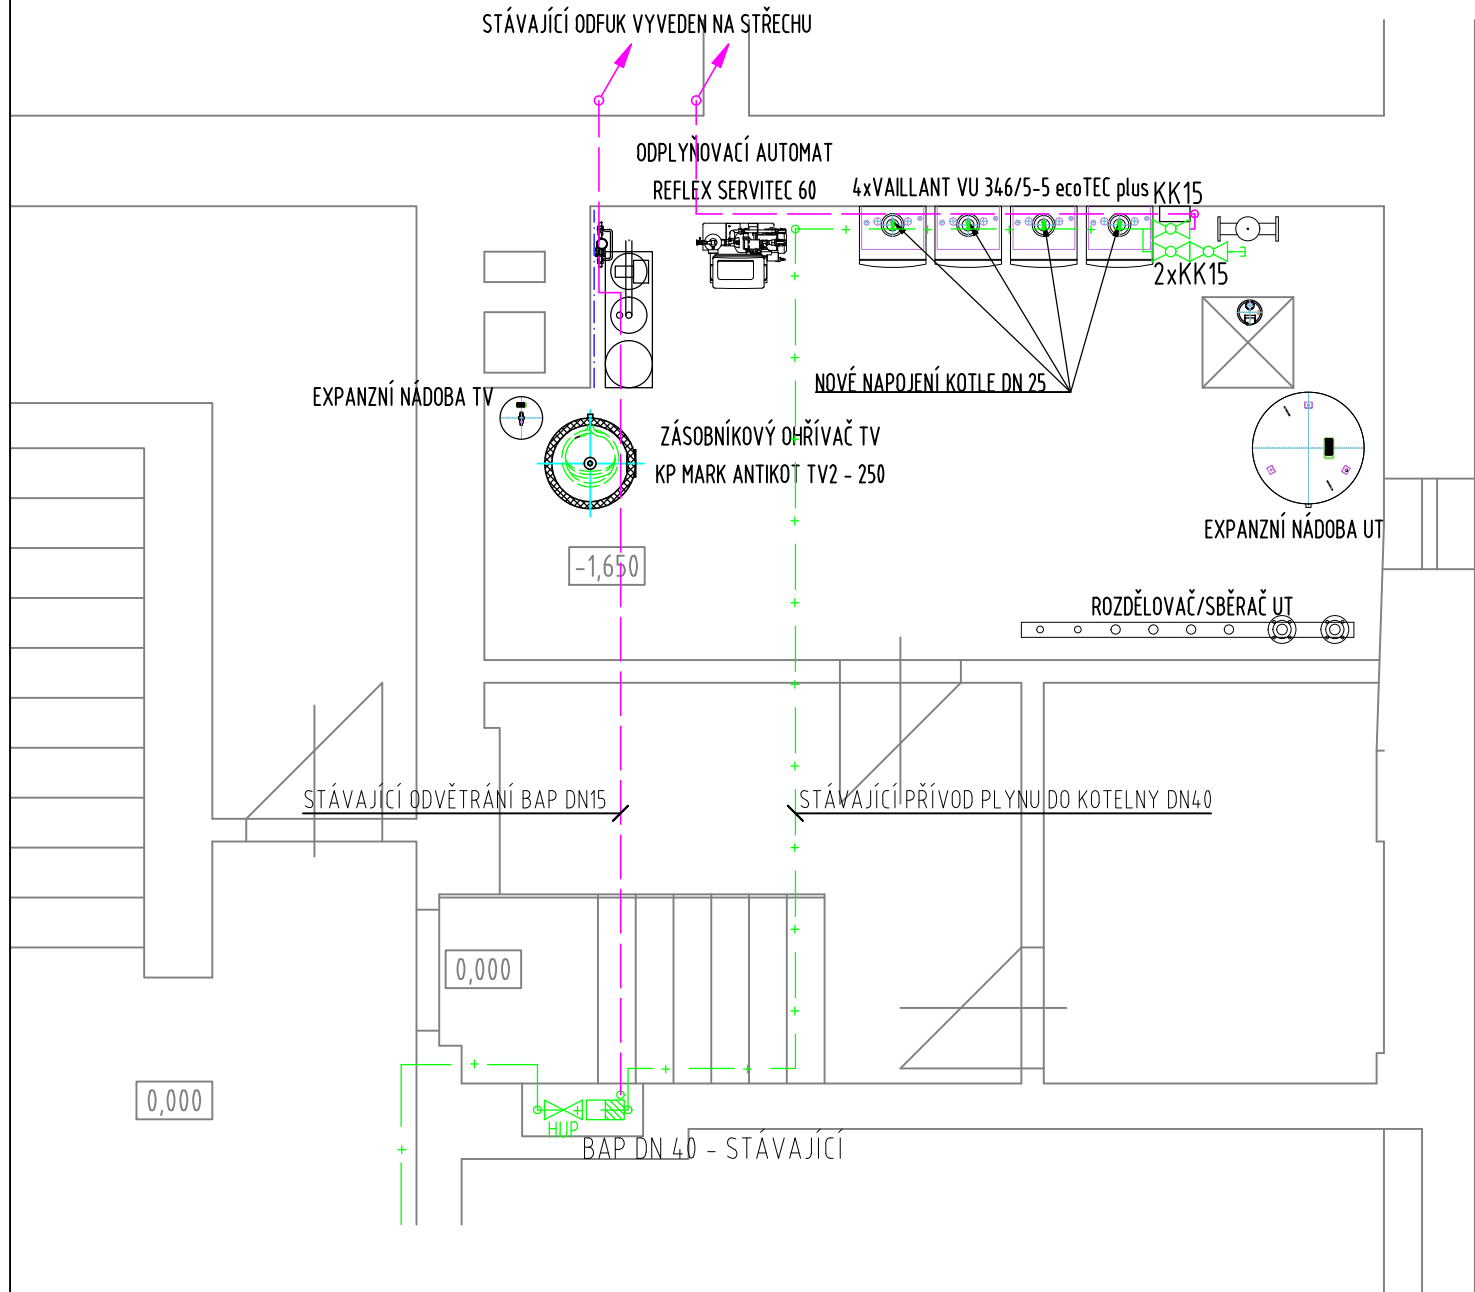 STÁVAJÍCÍ ODFUK VYVEDEN NA STŘECHU
ODPLYŇOVACÍ AUTOMAT
REFLEX SERVITEC 60
4xVAILLANT VU 346/5-5 ecoTEC plus
KK15
2xKK15
NOVÉ NAPOJENÍ KOTLE DN 25
EXPANZNÍ NÁDOBA TV
ZÁSOBNÍKOVÝ OHŘÍVAČ TV
KP MARK ANTIKOT TV2 - 250
EXPANZNÍ NÁDOBA UT
-1,650
ROZDĚLOVAČ/SBĚRAČ UT
STÁVAJÍCÍ ODVĚTRÁNÍ BAP DN15
STÁVAJÍCÍ PŘÍVOD PLYNU DO KOTELNY DN40
0,000
0,000
HUP
BAP DN 40 - STÁVAJÍCÍ